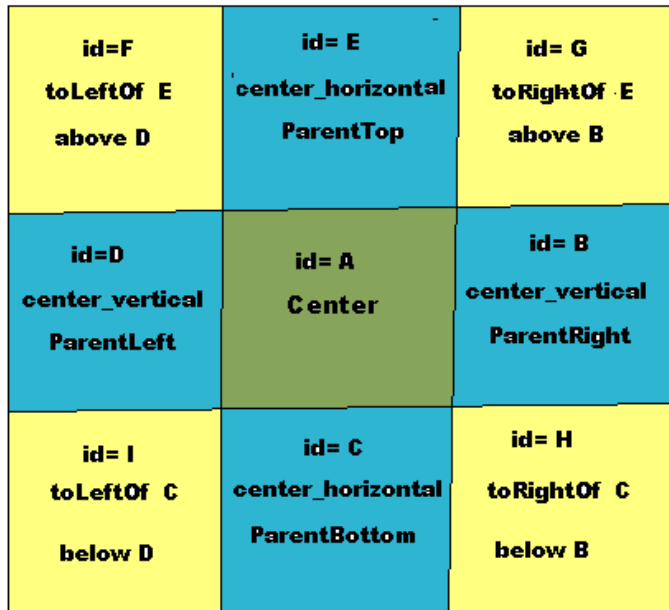 id=F
toLeftOf E
above D
id= E
center_horizontal
ParentTop
id= G
toRightOf E
above B
id=D
center_vertical
ParentLeft
id= A
Center
id= B
center_vertical
ParentRight
id= I
toLeftOf C
below D
id= C
center_horizontal
ParentBottom
id= H
toRightOf C
below B